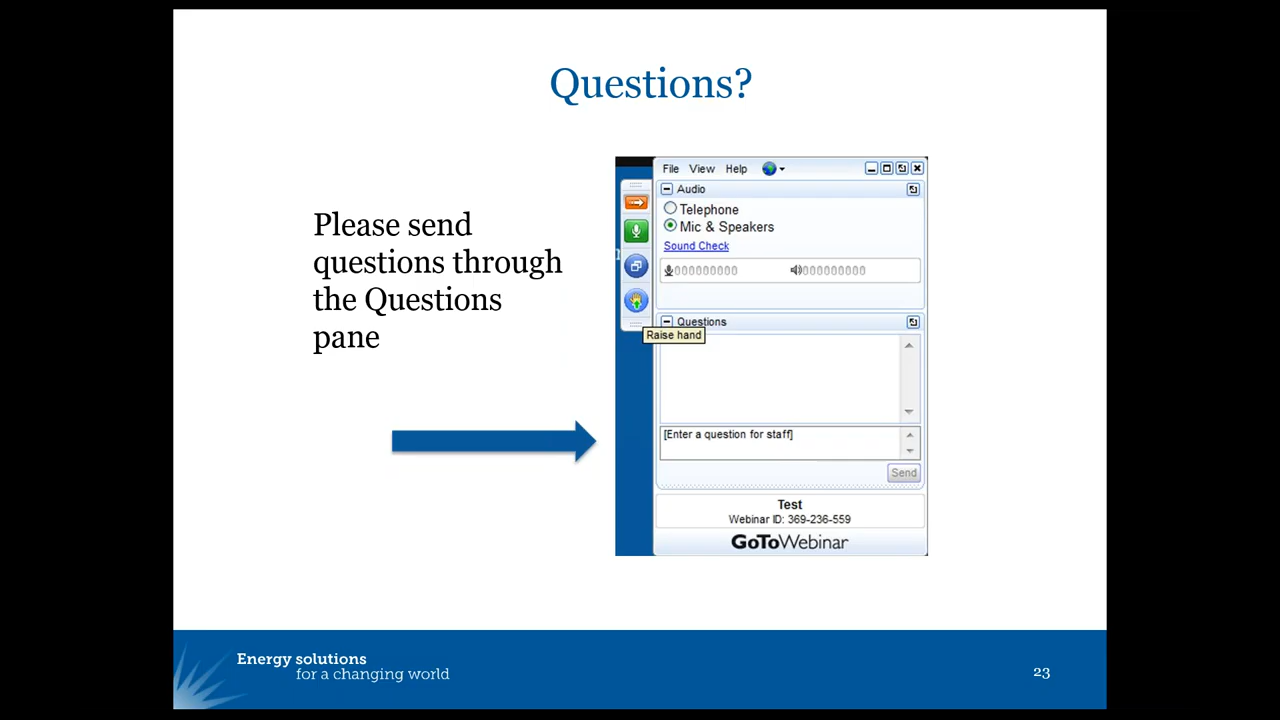 Questions?
Please send
questions through
the Questions
pane
File View Help
Audio
Telephone
Mic & Speakers
Sound Check
000000000 000000000
Questions
Raise hand
[Enter a question for staff]
Send
Test
Webinar ID: 369-236-559
GoToWebinar
Energy solutions
for a changing world
23